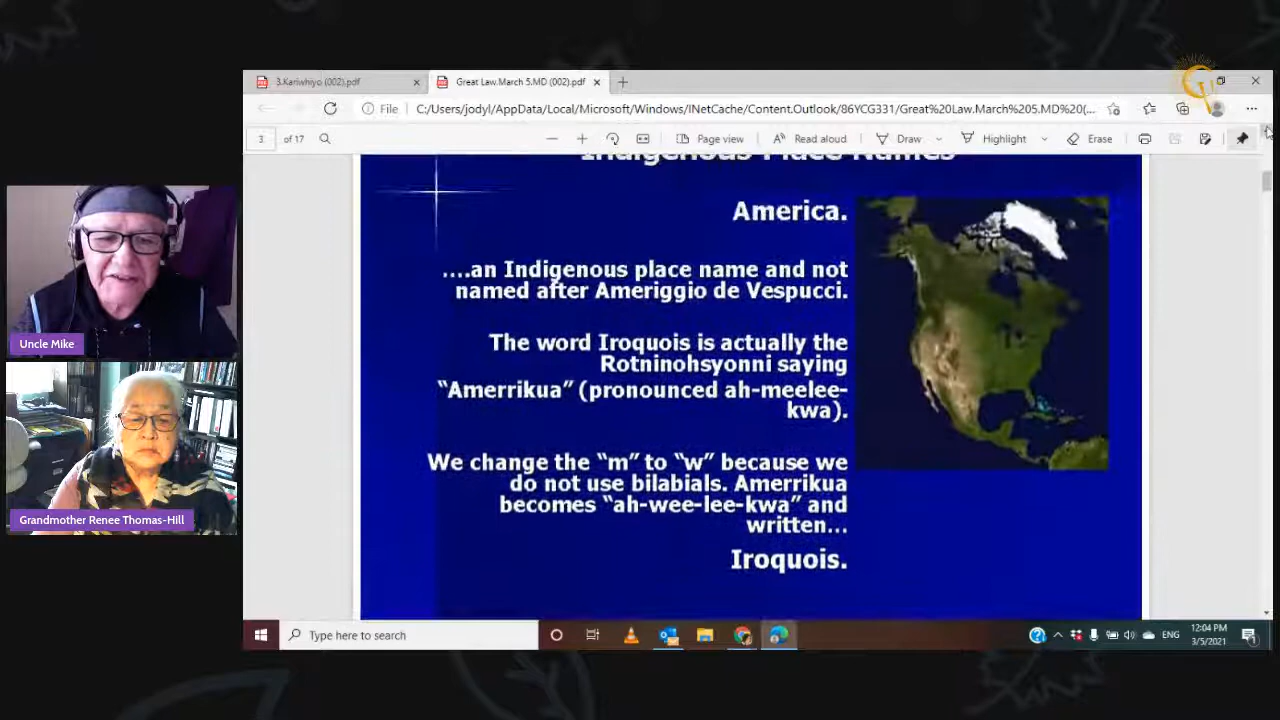 3.Kariwhiyo (002).pdf
Great Law.March 5.MD (002).pdf
File
C:/Users/jodyl/AppData/Local/Microsoft/Windows/INetCache/Content.Outlook/86YCG331/Great%20Law.March%205.MD%20(...
3 of 17
Page view
Read aloud
Draw
Highlight
Erase
Indigenous Place Names
America.
....an Indigenous place name and not
named after Ameriggio de Vespucci.
The word Iroquois is actually the
Rotninohsyonni saying
“Amerrikua” (pronounced ah-meelee-
kwa).
We change the “m” to “w” because we
do not use bilabials. Amerrikua
becomes “ah-wee-lee-kwa” and
written...
Iroquois.
Uncle Mike
Grandmother Renee Thomas-Hill
Type here to search
ENG
12:04 PM
3/5/2021